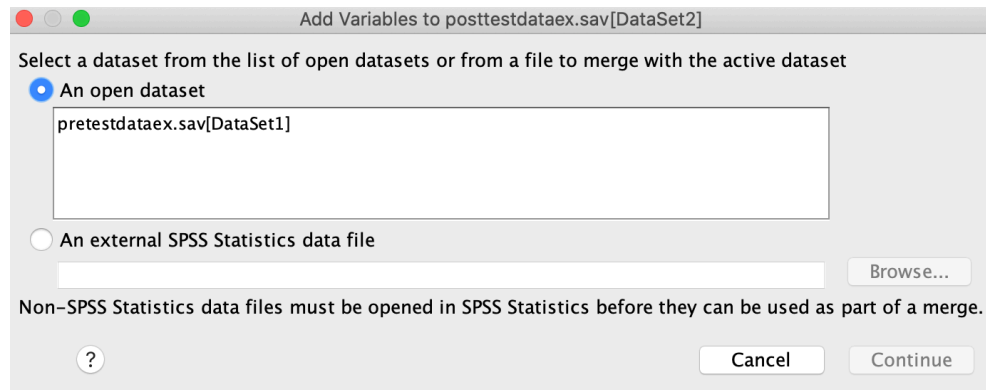 Add Variables to posttestdataex.sav[DataSet2]
Select a dataset from the list of open datasets or from a file to merge with the active dataset
An open dataset
pretestdataex.sav[DataSet1]
An external SPSS Statistics data file
Browse...
Non-SPSS Statistics data files must be opened in SPSS Statistics before they can be used as part of a merge.
? Cancel Continue